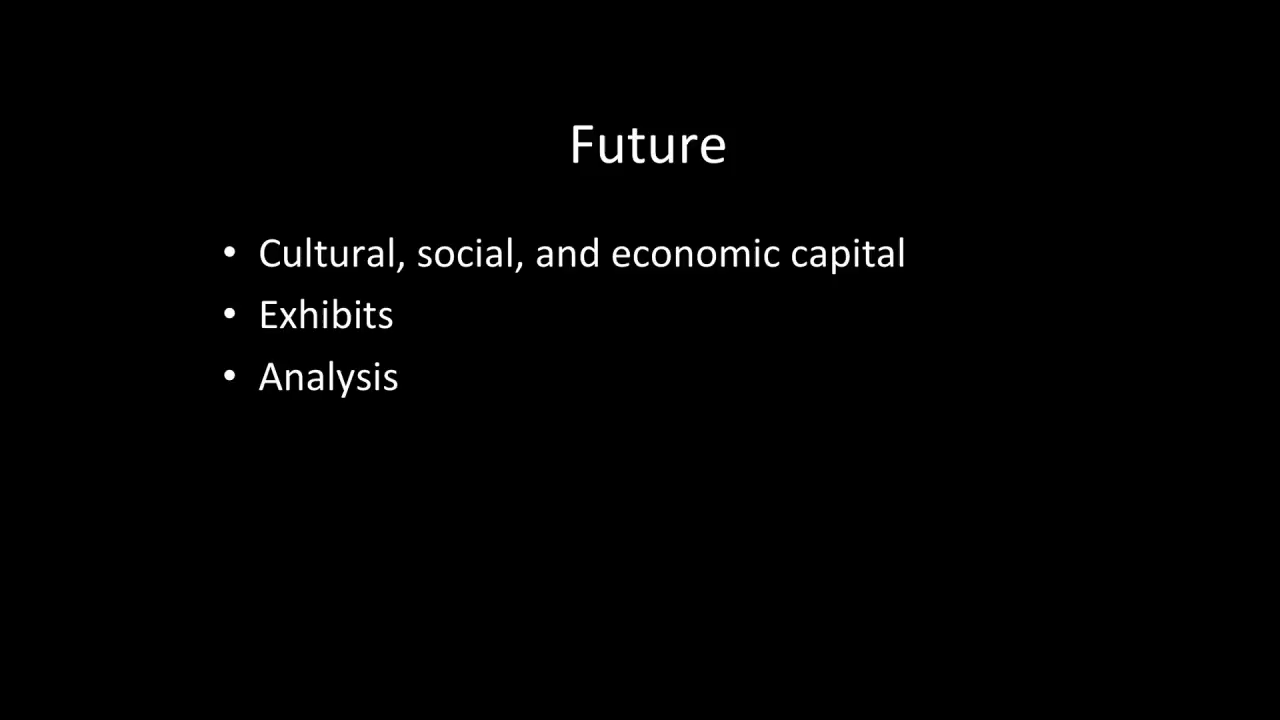 Future
• Cultural, social, and economic capital
• Exhibits
• Analysis